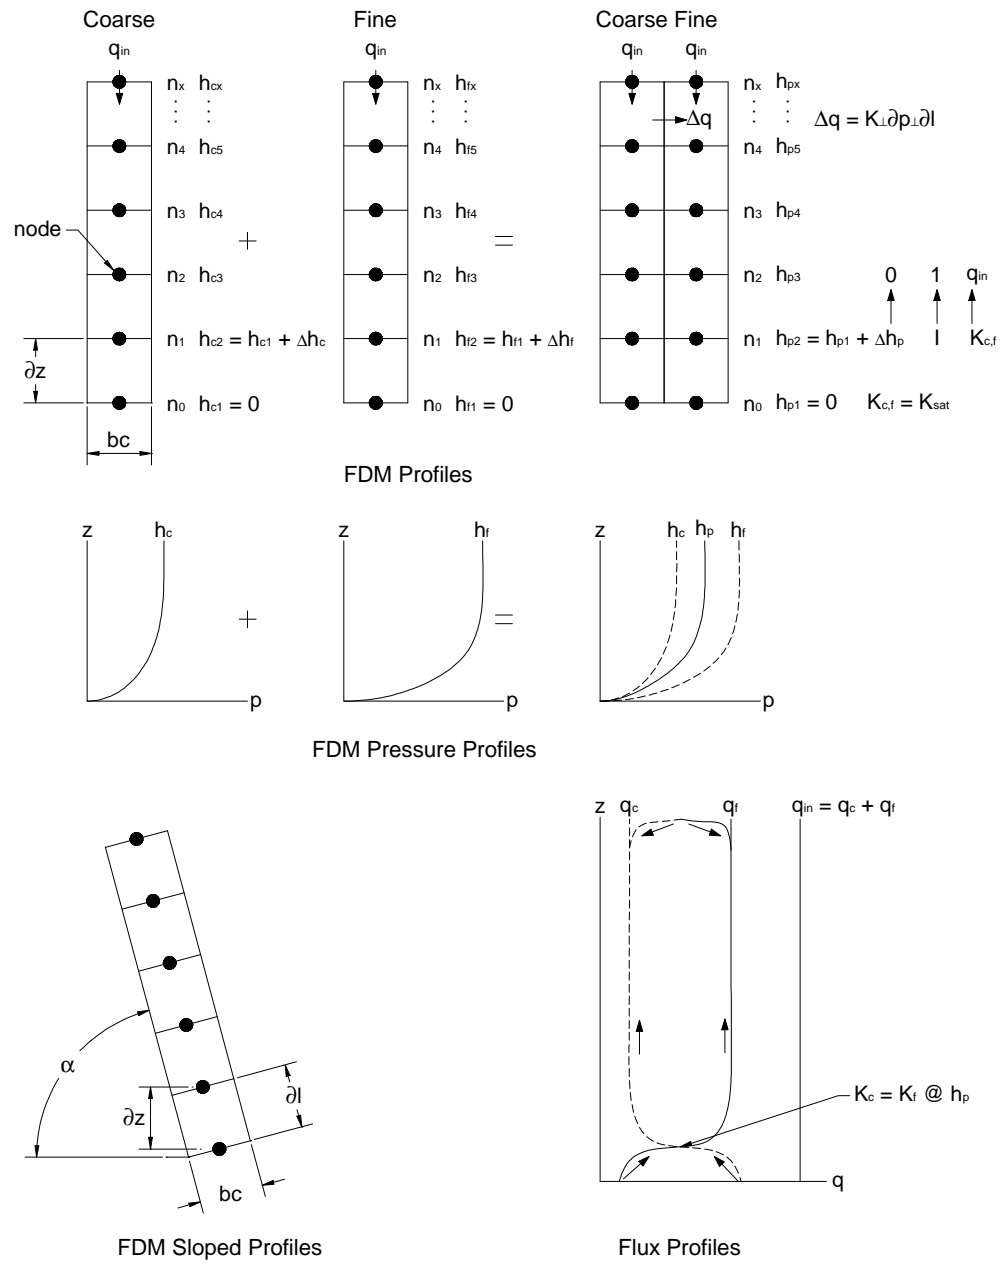 Coarse
Fine
Coarse Fine
qin
qin
qin qin
nx hcx
nx hfx
nx hpx
Δq
Δq = K⊥∂p⊥∂l
n4 hc5
n4 hf5
n4 hp5
n3 hc4
n3 hf4
n3 hp4
node
+
=
n2 hc3
n2 hf3
n2 hp3
0 1 qin
n1 hc2 = hc1 + Δhc
n1 hf2 = hf1 + Δhf
n1 hp2 = hp1 + Δhp
I Kc,f
∂z
n0 hc1 = 0
n0 hf1 = 0
n0 hp1 = 0
Kc,f = Ksat
bc
FDM Profiles
z hc
z hf
z hc hp hf
+
=
p
p
p
FDM Pressure Profiles
z qc qf qin = qc + qf
α
∂z
∂l
bc
Kc = Kf @ hp
q
FDM Sloped Profiles
Flux Profiles